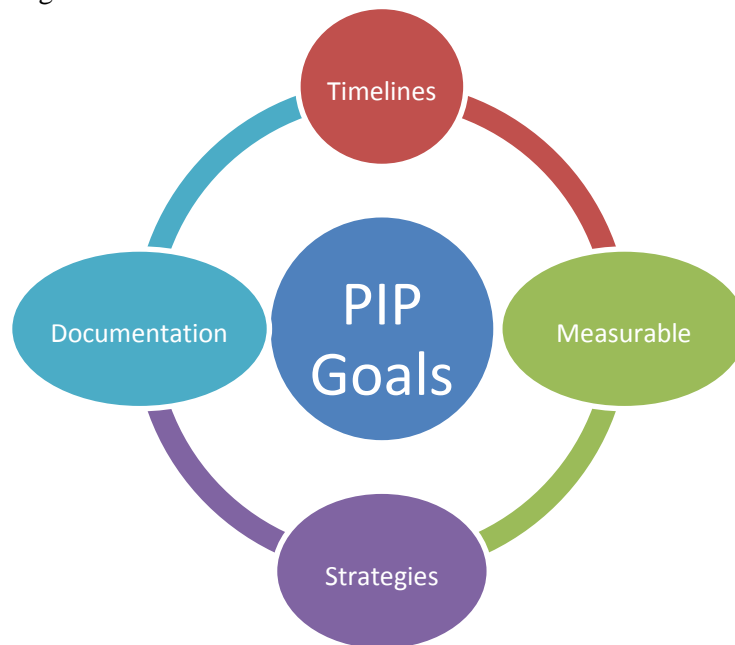 Timelines
Documentation
PIP
Goals
Measurable
Strategies